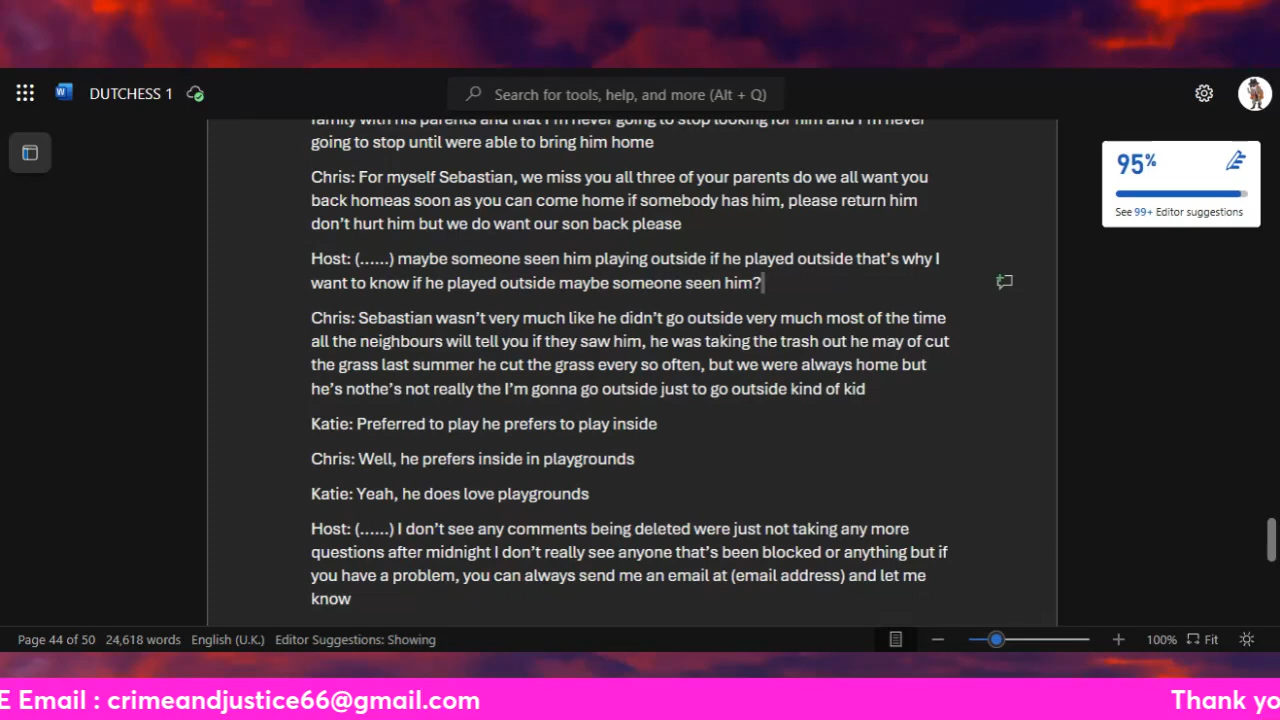 DUTCHESS 1
Search for tools, help, and more (Alt + Q)
family with his parents and that I'm never going to stop looking for him and I'm never
going to stop until were able to bring him home
95%
See 99+ Editor suggestions
Chris: For myself Sebastian, we miss you all three of your parents do we all want you
back homeas soon as you can come home if somebody has him, please return him
don't hurt him but we do want our son back please
Host: (......) maybe someone seen him playing outside if he played outside that's why I
want to know if he played outside maybe someone seen him?
Chris: Sebastian wasn't very much like he didn't go outside very much most of the time
all the neighbours will tell you if they saw him, he was taking the trash out he may of cut
the grass last summer he cut the grass every so often, but we were always home but
he's nothe's not really the I'm gonna go outside just to go outside kind of kid
Katie: Preferred to play he prefers to play inside
Chris: Well, he prefers inside in playgrounds
Katie: Yeah, he does love playgrounds
Host: (......) I don't see any comments being deleted were just not taking any more
questions after midnight I don't really see anyone that's been blocked or anything but if
you have a problem, you can always send me an email at (email address) and let me
know
Page 44 of 50 24,618 words English (U.K.) Editor Suggestions: Showing 100% Fit
E Email : crimeandjustice66@gmail.com Thank yo